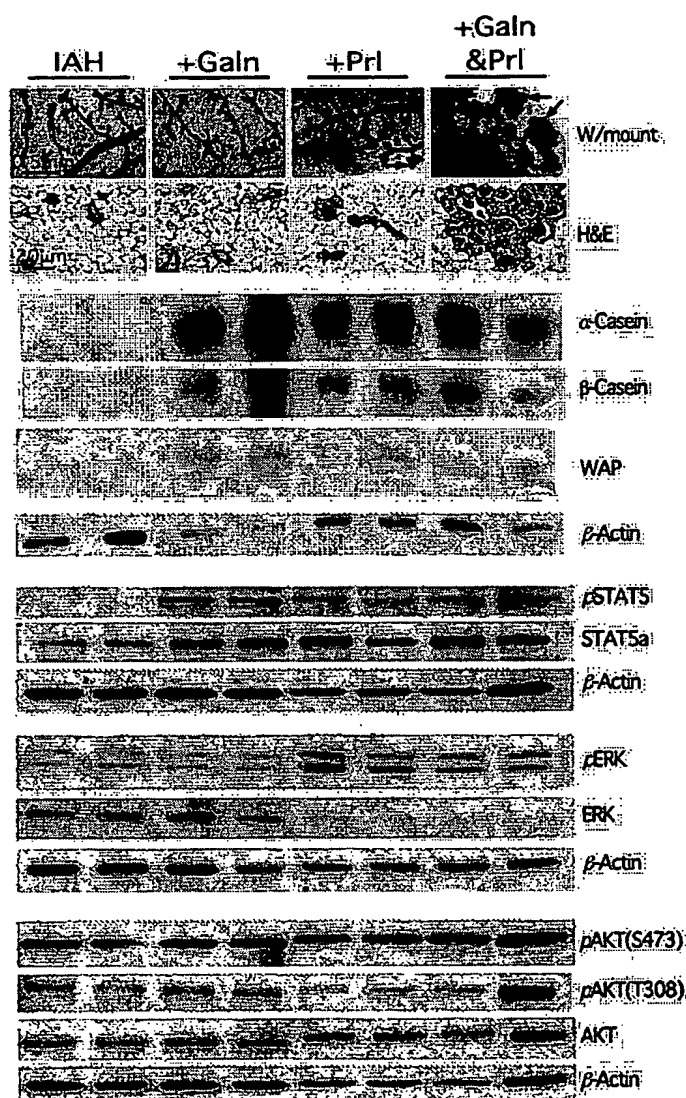 +Galn
IAH +Galn +Prl &Prl
W/mount
H&E
20μm
α-Casein
β-Casein
WAP
β-Actin
pSTAT5
STAT5a
β-Actin
pERK
ERK
β-Actin
pAKT(S473)
pAKT(T308)
AKT
β-Actin